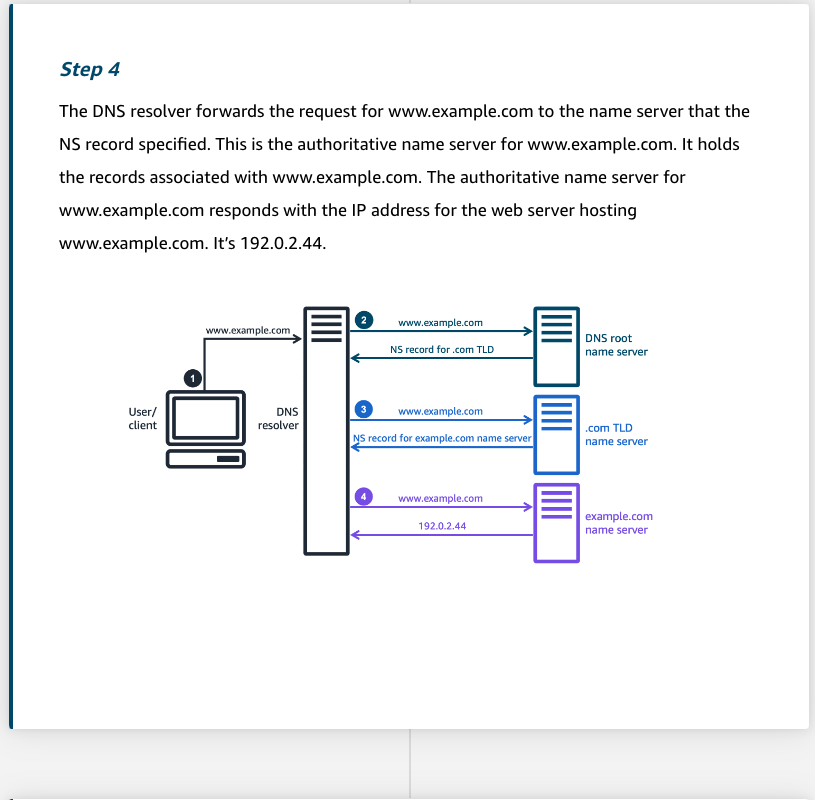 Step 4
The DNS resolver forwards the request for www.example.com to the name server that the
NS record specified. This is the authoritative name server for www.example.com. It holds
the records associated with www.example.com. The authoritative name server for
www.example.com responds with the IP address for the web server hosting
www.example.com. It’s 192.0.2.44.
www.example.com
1
User/
client
DNS
resolver
2
www.example.com
NS record for .com TLD
DNS root
name server
3
www.example.com
NS record for example.com name server
.com TLD
name server
4
www.example.com
192.0.2.44
example.com
name server